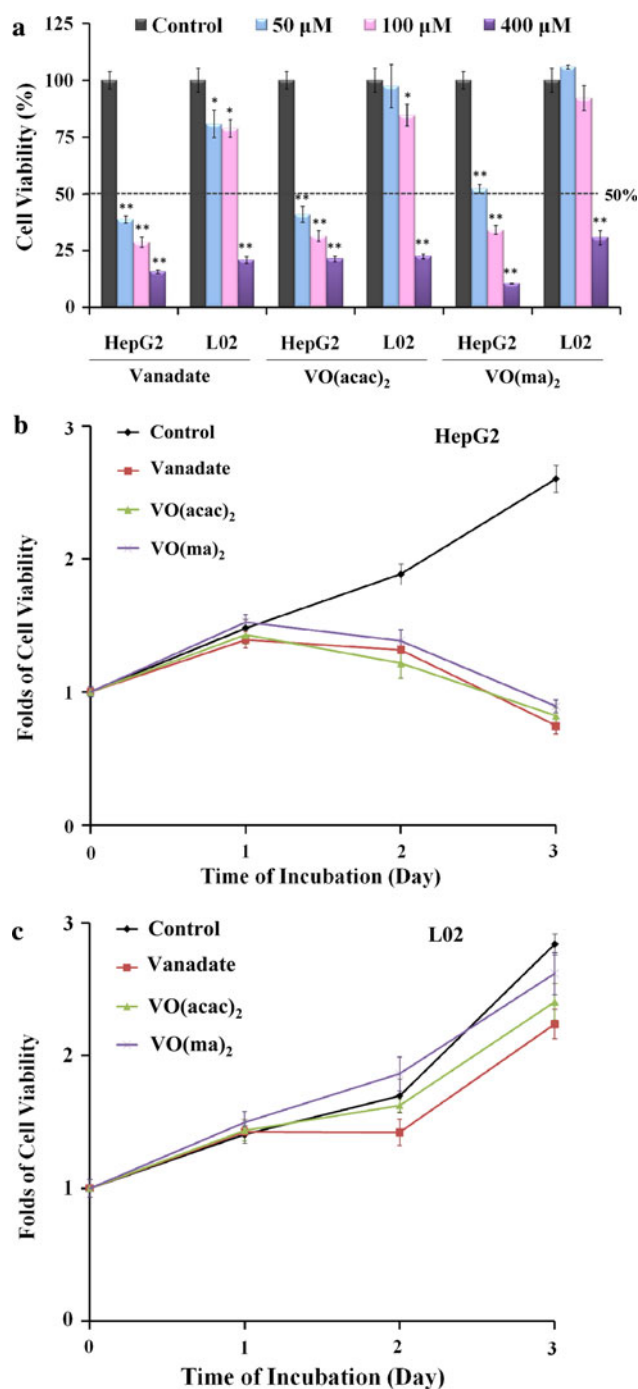 a
Control 50 µM 100 µM 400 µM
Cell Viability (%)
125
100
75
50
25
0
50%
** ** ** * * ** ** ** ** * ** ** ** ** **
HepG2 L02 HepG2 L02 HepG2 L02
Vanadate VO(acac)₂ VO(ma)₂
b
HepG2
Control
Vanadate
VO(acac)₂
VO(ma)₂
Folds of Cell Viability
3
2
1
0
0 1 2 3
Time of Incubation (Day)
c
L02
Control
Vanadate
VO(acac)₂
VO(ma)₂
Folds of Cell Viability
3
2
1
0
0 1 2 3
Time of Incubation (Day)